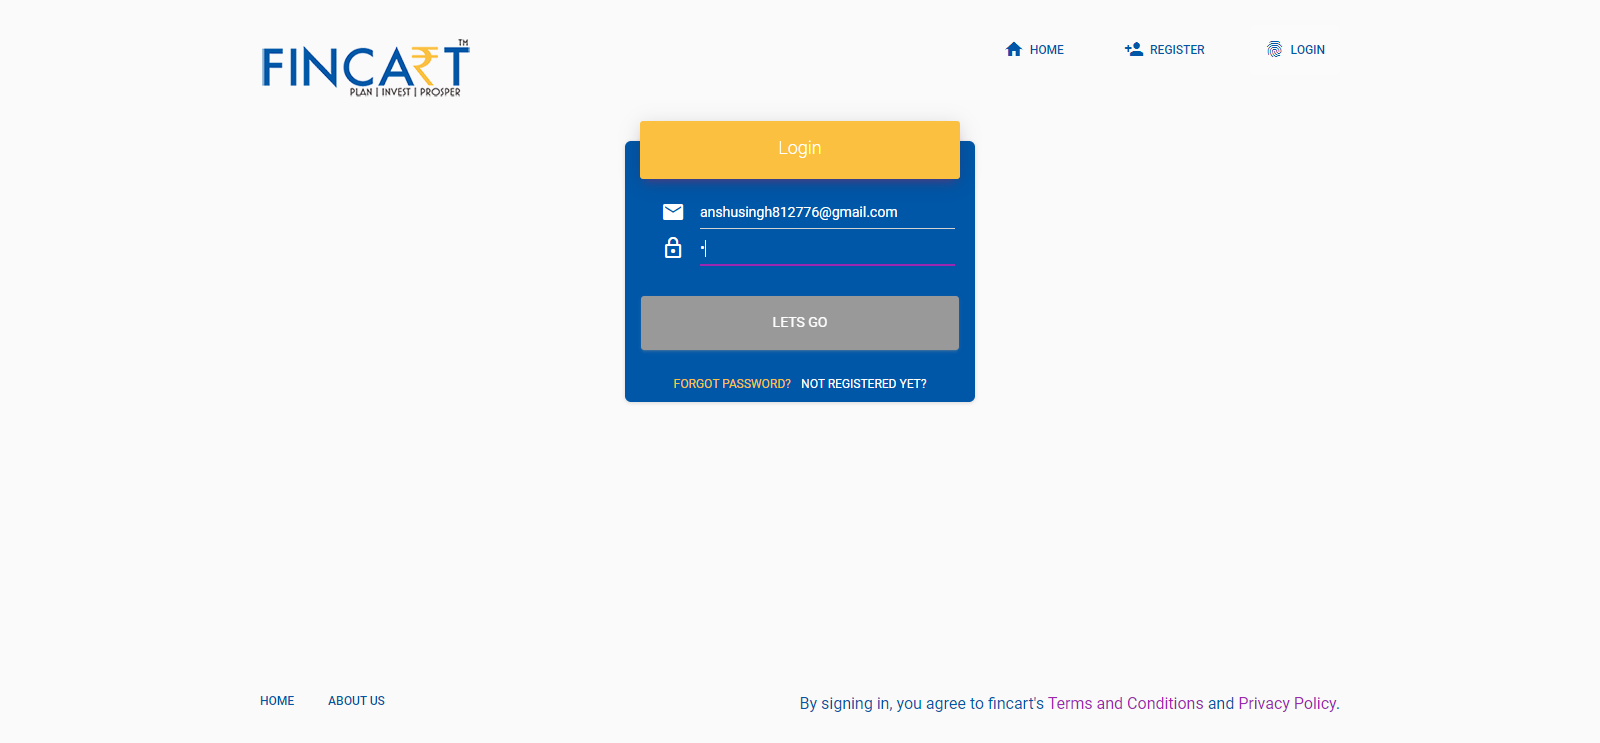 FINCA₹T TM
PLAN | INVEST | PROSPER
HOME
REGISTER
LOGIN
Login
anshusingh812776@gmail.com
LETS GO
FORGOT PASSWORD? NOT REGISTERED YET?
HOME ABOUT US
By signing in, you agree to fincart's Terms and Conditions and Privacy Policy.